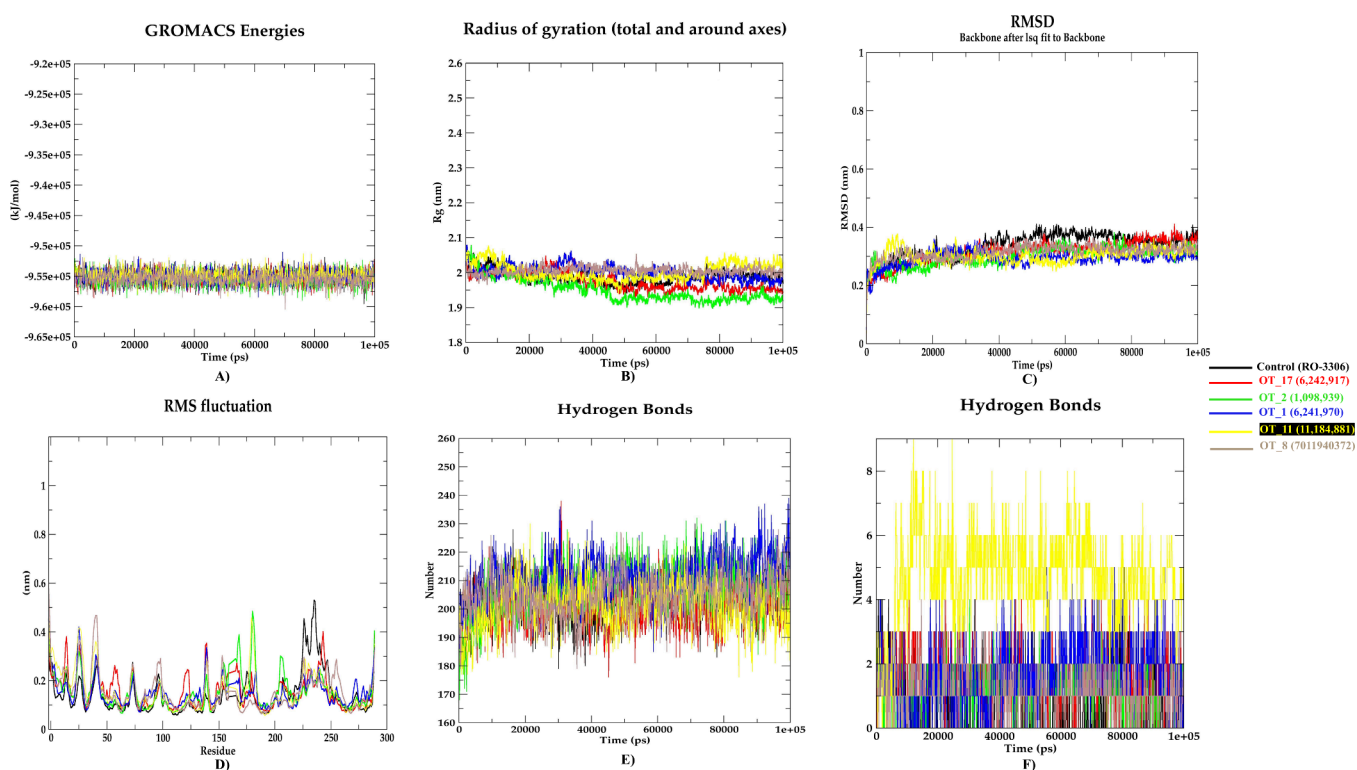 GROMACS Energies
-9.2e+05
-9.25e+05
-9.3e+05
-9.35e+05
-9.4e+05
-9.45e+05
-9.5e+05
-9.55e+05
-9.6e+05
-9.65e+05
(kJ/mol)
20000 40000 60000 80000 1e+05
Time (ps)
A)
Radius of gyration (total and around axes)
2.6
2.5
2.4
2.3
2.2
2.1
2
1.9
1.8
Rg (nm)
0 20000 40000 60000 80000 1e+05
Time (ps)
B)
RMSD
Backbone after lsq fit to Backbone
1
0.8
0.6
0.4
0.2
0
RMSD (nm)
0 20000 40000 60000 80000 1e+05
Time (ps)
C)
Control (RO-3306)
OT_17 (6,242,917)
OT_2 (1,098,939)
OT_1 (6,241,970)
OT_11 (11,184,881)
OT_8 (7011940372)
RMS fluctuation
1
0.8
0.6
0.4
0.2
0
(nm)
0 50 100 150 200 250 300
Residue
D)
Hydrogen Bonds
260
250
240
230
220
210
200
190
180
170
160
Number
0 20000 40000 60000 80000 1e+05
Time (ps)
E)
Hydrogen Bonds
8
6
4
2
0
Number
0 20000 40000 60000 80000 1e+05
Time (ps)
F)